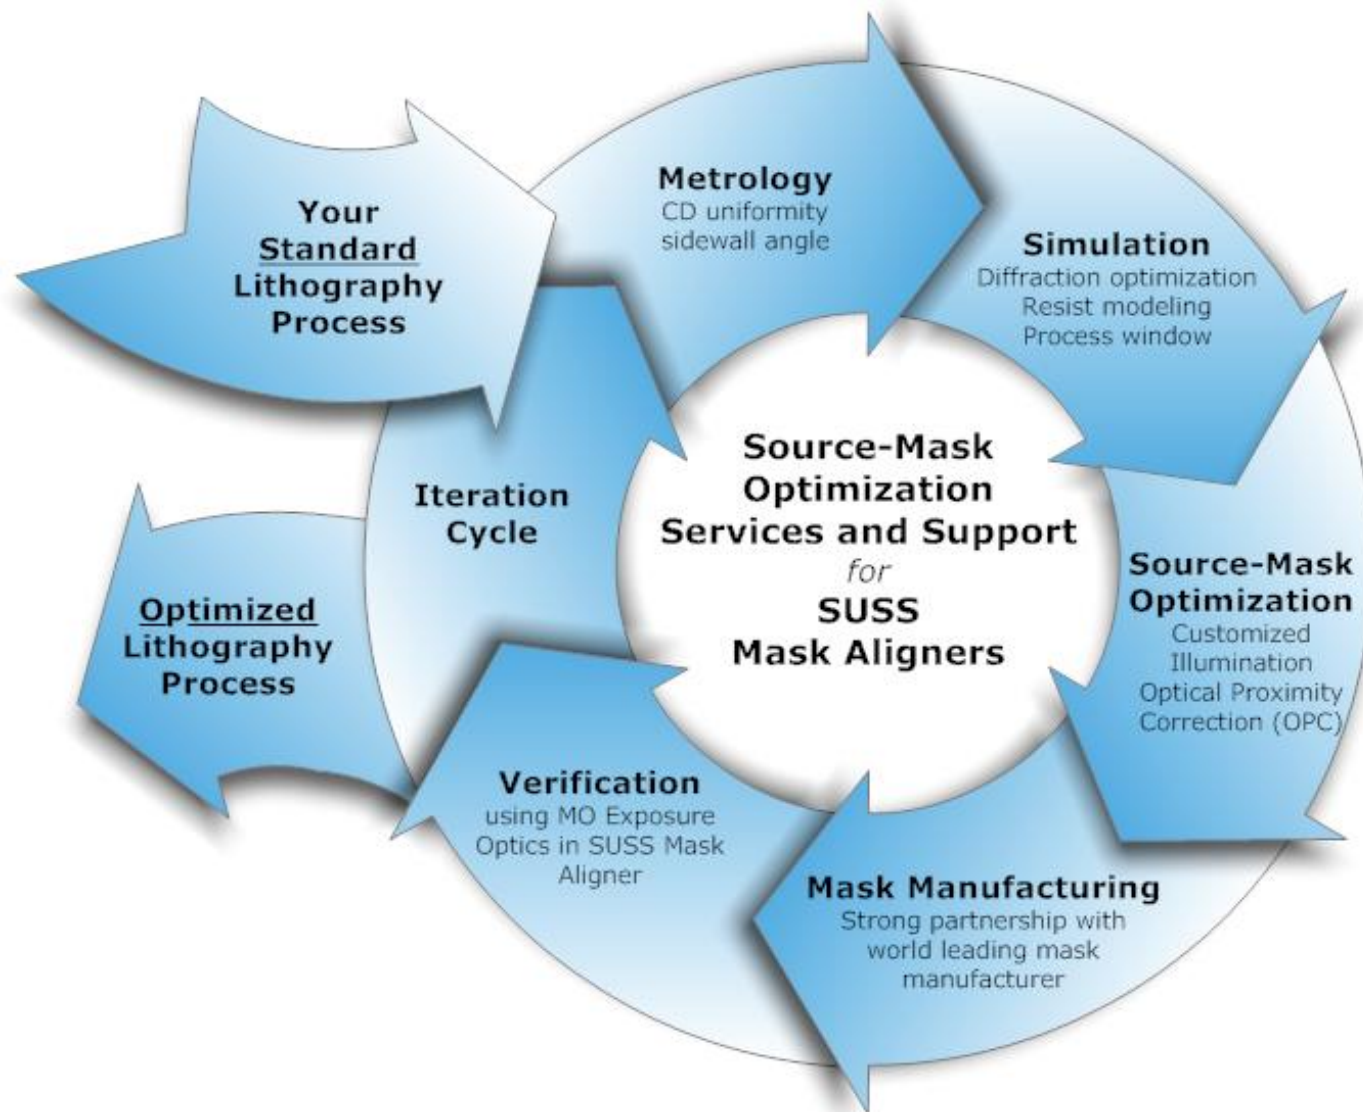 Your
Standard
Lithography
Process
Metrology
CD uniformity
sidewall angle
Simulation
Diffraction optimization
Resist modeling
Process window
Source-Mask
Optimization
Customized
Illumination
Optical Proximity
Correction (OPC)
Mask Manufacturing
Strong partnership with
world leading mask
manufacturer
Verification
using MO Exposure
Optics in SUSS Mask
Aligner
Iteration
Cycle
Optimized
Lithography
Process
Source-Mask
Optimization
Services and Support
for
SUSS
Mask Aligners